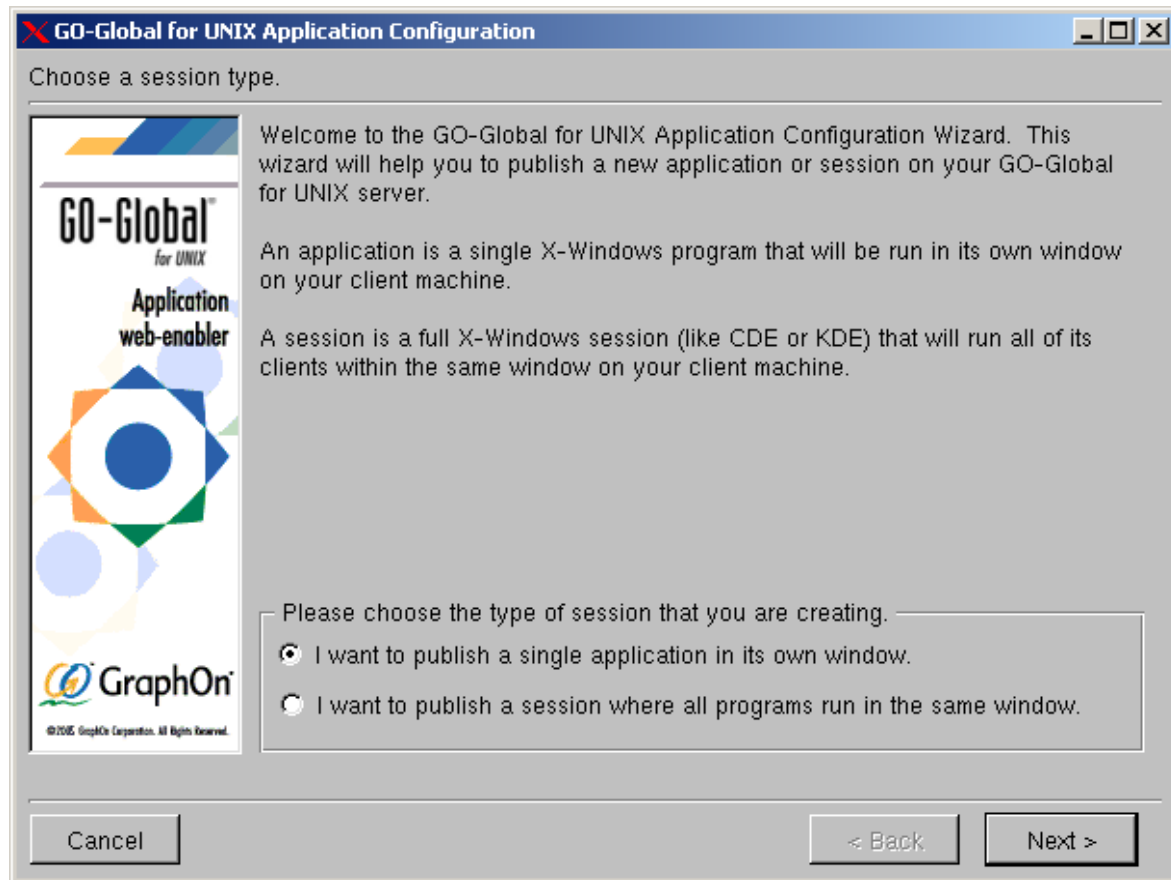 GO-Global for UNIX Application Configuration
Choose a session type.
GO-Global
for UNIX
Application
web-enabler
GraphOn
©2005 GraphOn Corporation. All Rights Reserved.
Welcome to the GO-Global for UNIX Application Configuration Wizard.  This
wizard will help you to publish a new application or session on your GO-Global
for UNIX server.
An application is a single X-Windows program that will be run in its own window
on your client machine.
A session is a full X-Windows session (like CDE or KDE) that will run all of its
clients within the same window on your client machine.
Please choose the type of session that you are creating.
I want to publish a single application in its own window.
I want to publish a session where all programs run in the same window.
Cancel
< Back
Next >